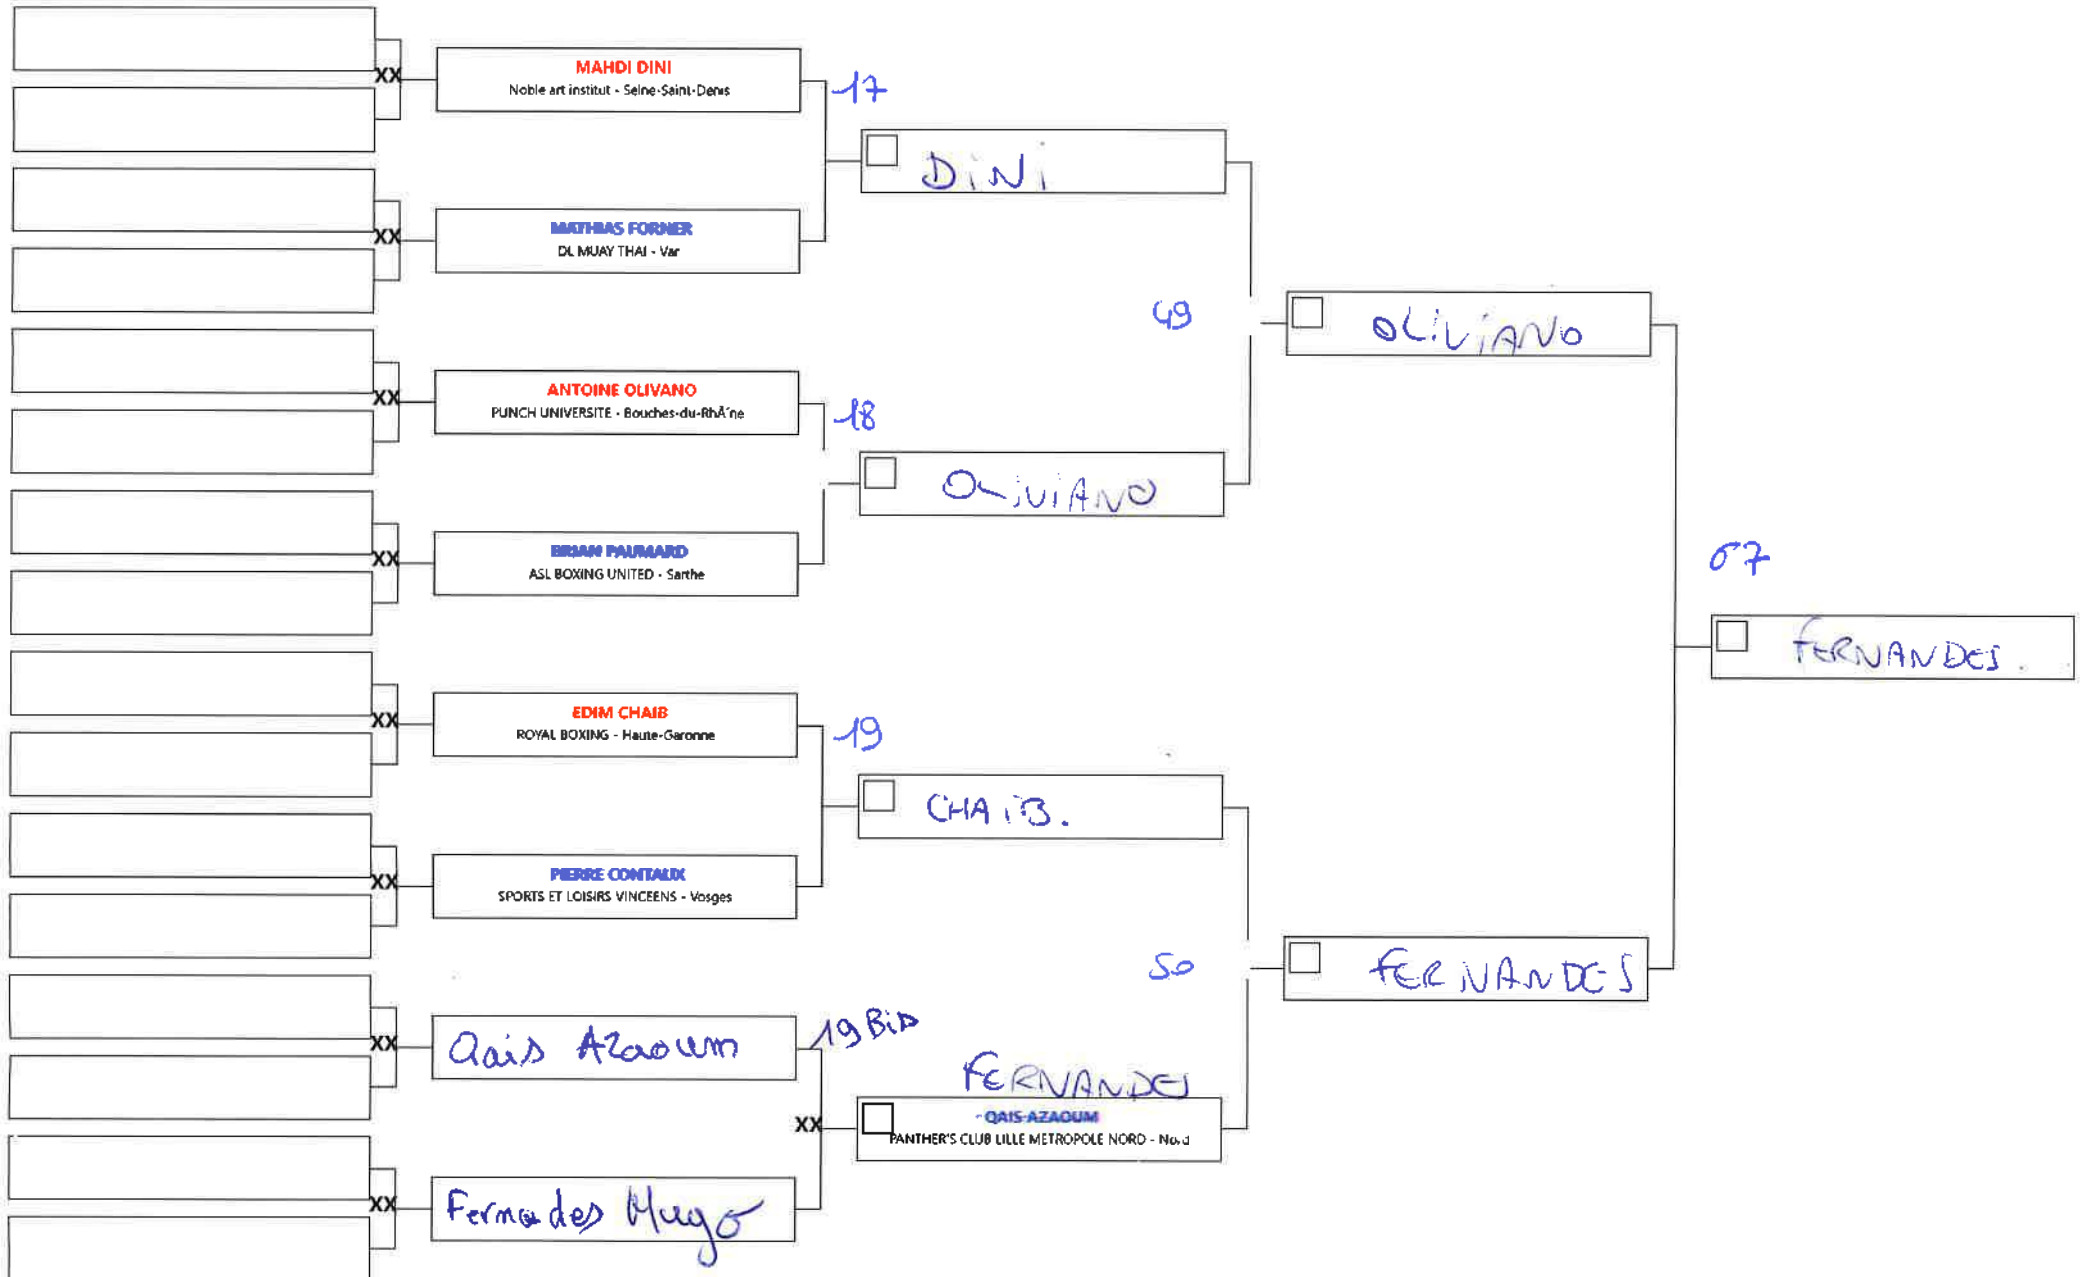 XX
MAHDI DINI
Noble art institut - Seine-Saint-Denis
17
DiNi
XX
MATHIAS FORNER
DL MUAY THAI - Var
49
OLiViANO
XX
ANTOINE OLIVANO
PUNCH UNIVERSITE - Bouches-du-RhÃ´ne
18
OLiViANO
XX
BRIAN PAUMARD
ASL BOXING UNITED - Sarthe
67
FERNANDES.
XX
EDIM CHAIB
ROYAL BOXING - Haute-Garonne
19
CHAiB.
XX
PIERRE CONTAUX
SPORTS ET LOISIRS VINCEENS - Vosges
50
FERNANDES
XX
Qais Azaoum
19 Bis
FERNANDES
XX
QAIS AZAOUM
PANTHER'S CLUB LILLE METROPOLE NORD - Nord
XX
Fernandes Hugo